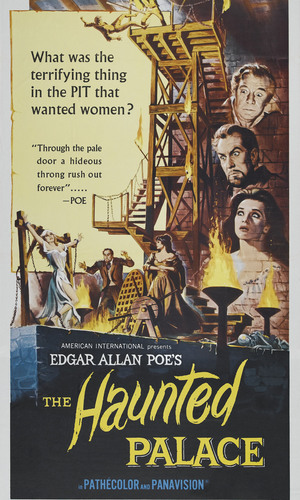 What was the
terrifying thing
in the PIT that
wanted women?
"Through the pale
door a hideous
throng rush out
forever".....
—POE
AMERICAN INTERNATIONAL presents
EDGAR ALLAN POE'S
THE Haunted
PALACE
IN PATHÉCOLOR AND PANAVISION®